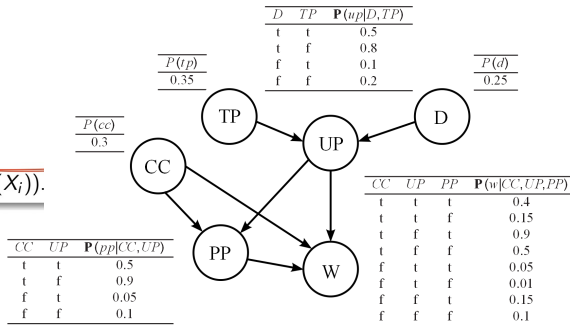 D TP P(up|D,TP)
t t 0.5
t f 0.8
f t 0.1
f f 0.2
P(tp)
0.35
P(d)
0.25
P(cc)
0.3
TP
D
UP
CC
PP
W
(Xi)).
CC UP PP P(w|CC,UP,PP)
t t t 0.4
t t f 0.15
t f t 0.9
t f f 0.5
f t t 0.05
f t f 0.01
f f t 0.15
f f f 0.1
CC UP P(pp|CC,UP)
t t 0.5
t f 0.9
f t 0.05
f f 0.1